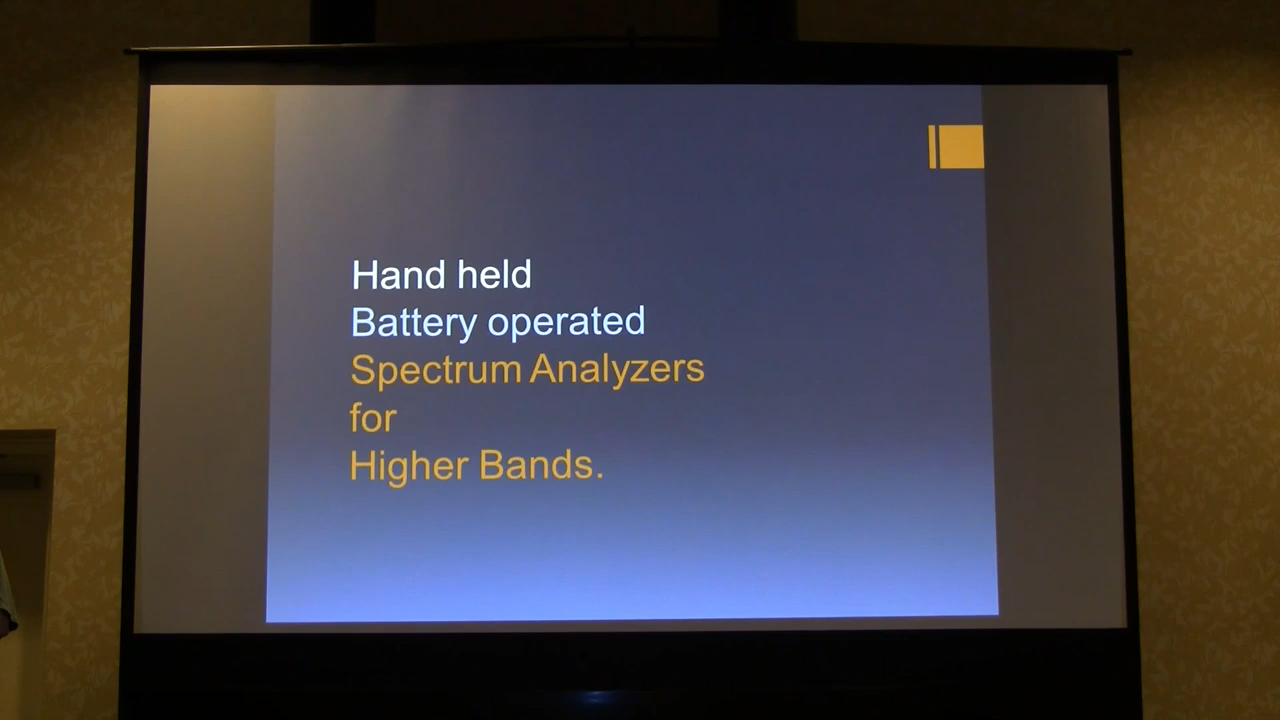 Hand held
Battery operated
Spectrum Analyzers
for
Higher Bands.